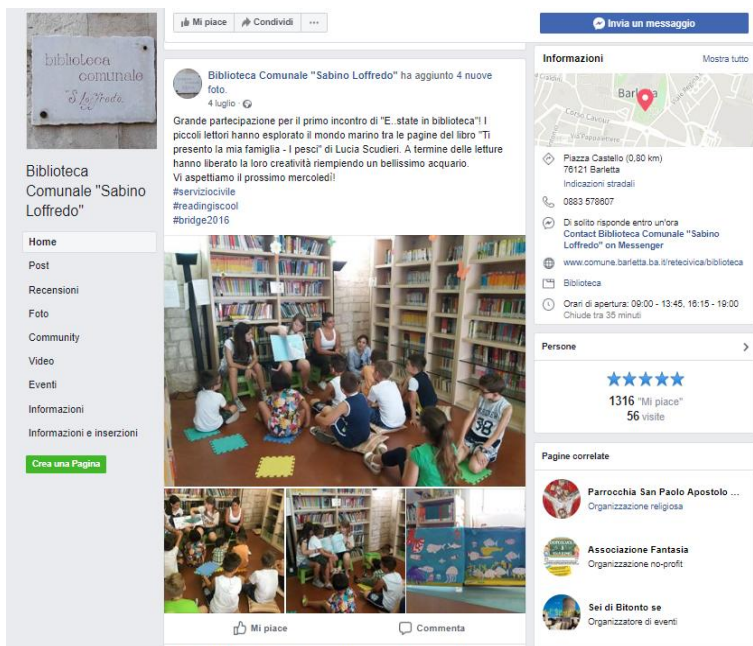 Mi piace
Condividi
...
Invia un messaggio
biblioteca
comunale
"S. Loffredo"
Biblioteca
Comunale "Sabino
Loffredo"
Home
Post
Recensioni
Foto
Community
Video
Eventi
Informazioni
Informazioni e inserzioni
Crea una Pagina
Biblioteca Comunale "Sabino Loffredo" ha aggiunto 4 nuove
foto.
4 luglio ·
Grande partecipazione per il primo incontro di "E..state in biblioteca"! I
piccoli lettori hanno esplorato il mondo marino tra le pagine del libro "Ti
presento la mia famiglia - I pesci" di Lucia Scudieri. A termine delle letture
hanno liberato la loro creatività riempiendo un bellissimo acquario.
Vi aspettiamo il prossimo mercoledí!
#serviziocivile
#readingiscool
#bridge2016
38
Mi piace
Commenta
Informazioni
Mostra tutto
Barletta
Corso Cavour
Piazza Castello (0,80 km)
76121 Barletta
Indicazioni stradali
0883 578607
Di solito risponde entro un'ora
Contact Biblioteca Comunale "Sabino
Loffredo" on Messenger
www.comune.barletta.ba.it/retecivica/biblioteca
Biblioteca
Orari di apertura: 09:00 - 13:45, 16:15 - 19:00
Chiude tra 35 minuti
Persone
1316 "Mi piace"
56 visite
Pagine correlate
Parrocchia San Paolo Apostolo ...
Organizzazione religiosa
Associazione Fantasia
Organizzazione no-profit
Sei di Bitonto se
Organizzatore di eventi